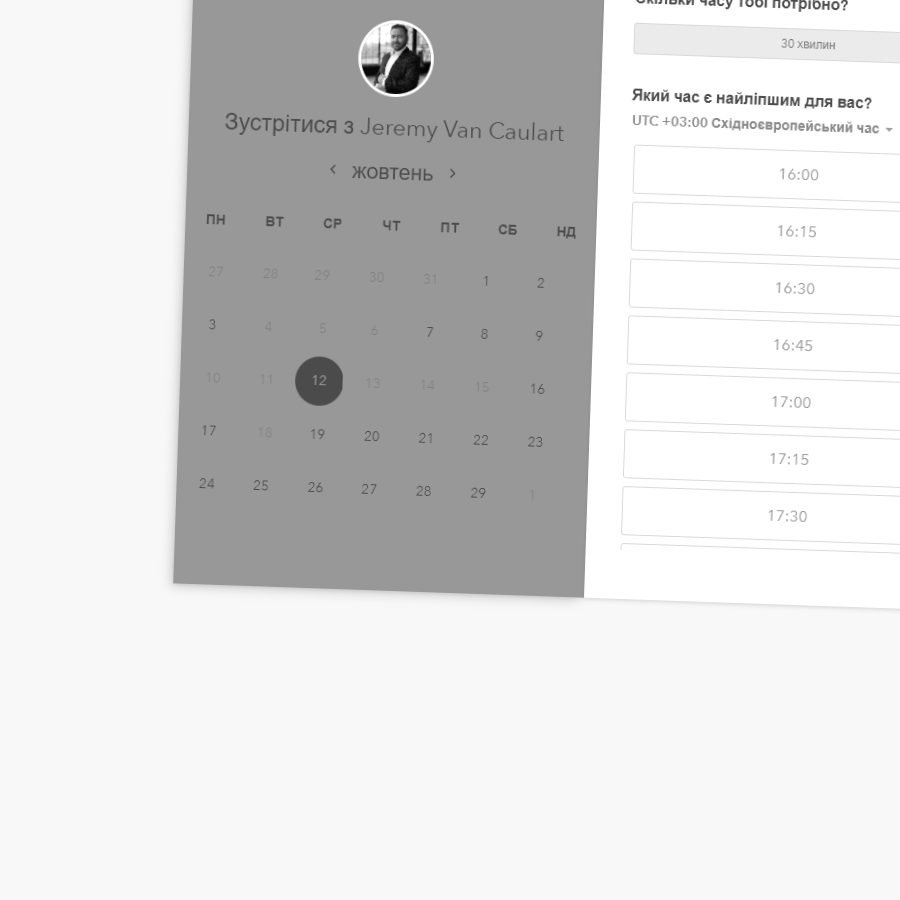 Зустрітися з Jeremy Van Caulart
жовтень
ПН ВТ СР ЧТ ПТ СБ НД
27 28 29 30 31 1 2
3 4 5 6 7 8 9
10 11 12 13 14 15 16
17 18 19 20 21 22 23
24 25 26 27 28 29 1
Скільки часу тобі потрібно?
30 хвилин
Який час є найліпшим для вас?
UTC +03:00 Східноєвропейський час
16:00
16:15
16:30
16:45
17:00
17:15
17:30